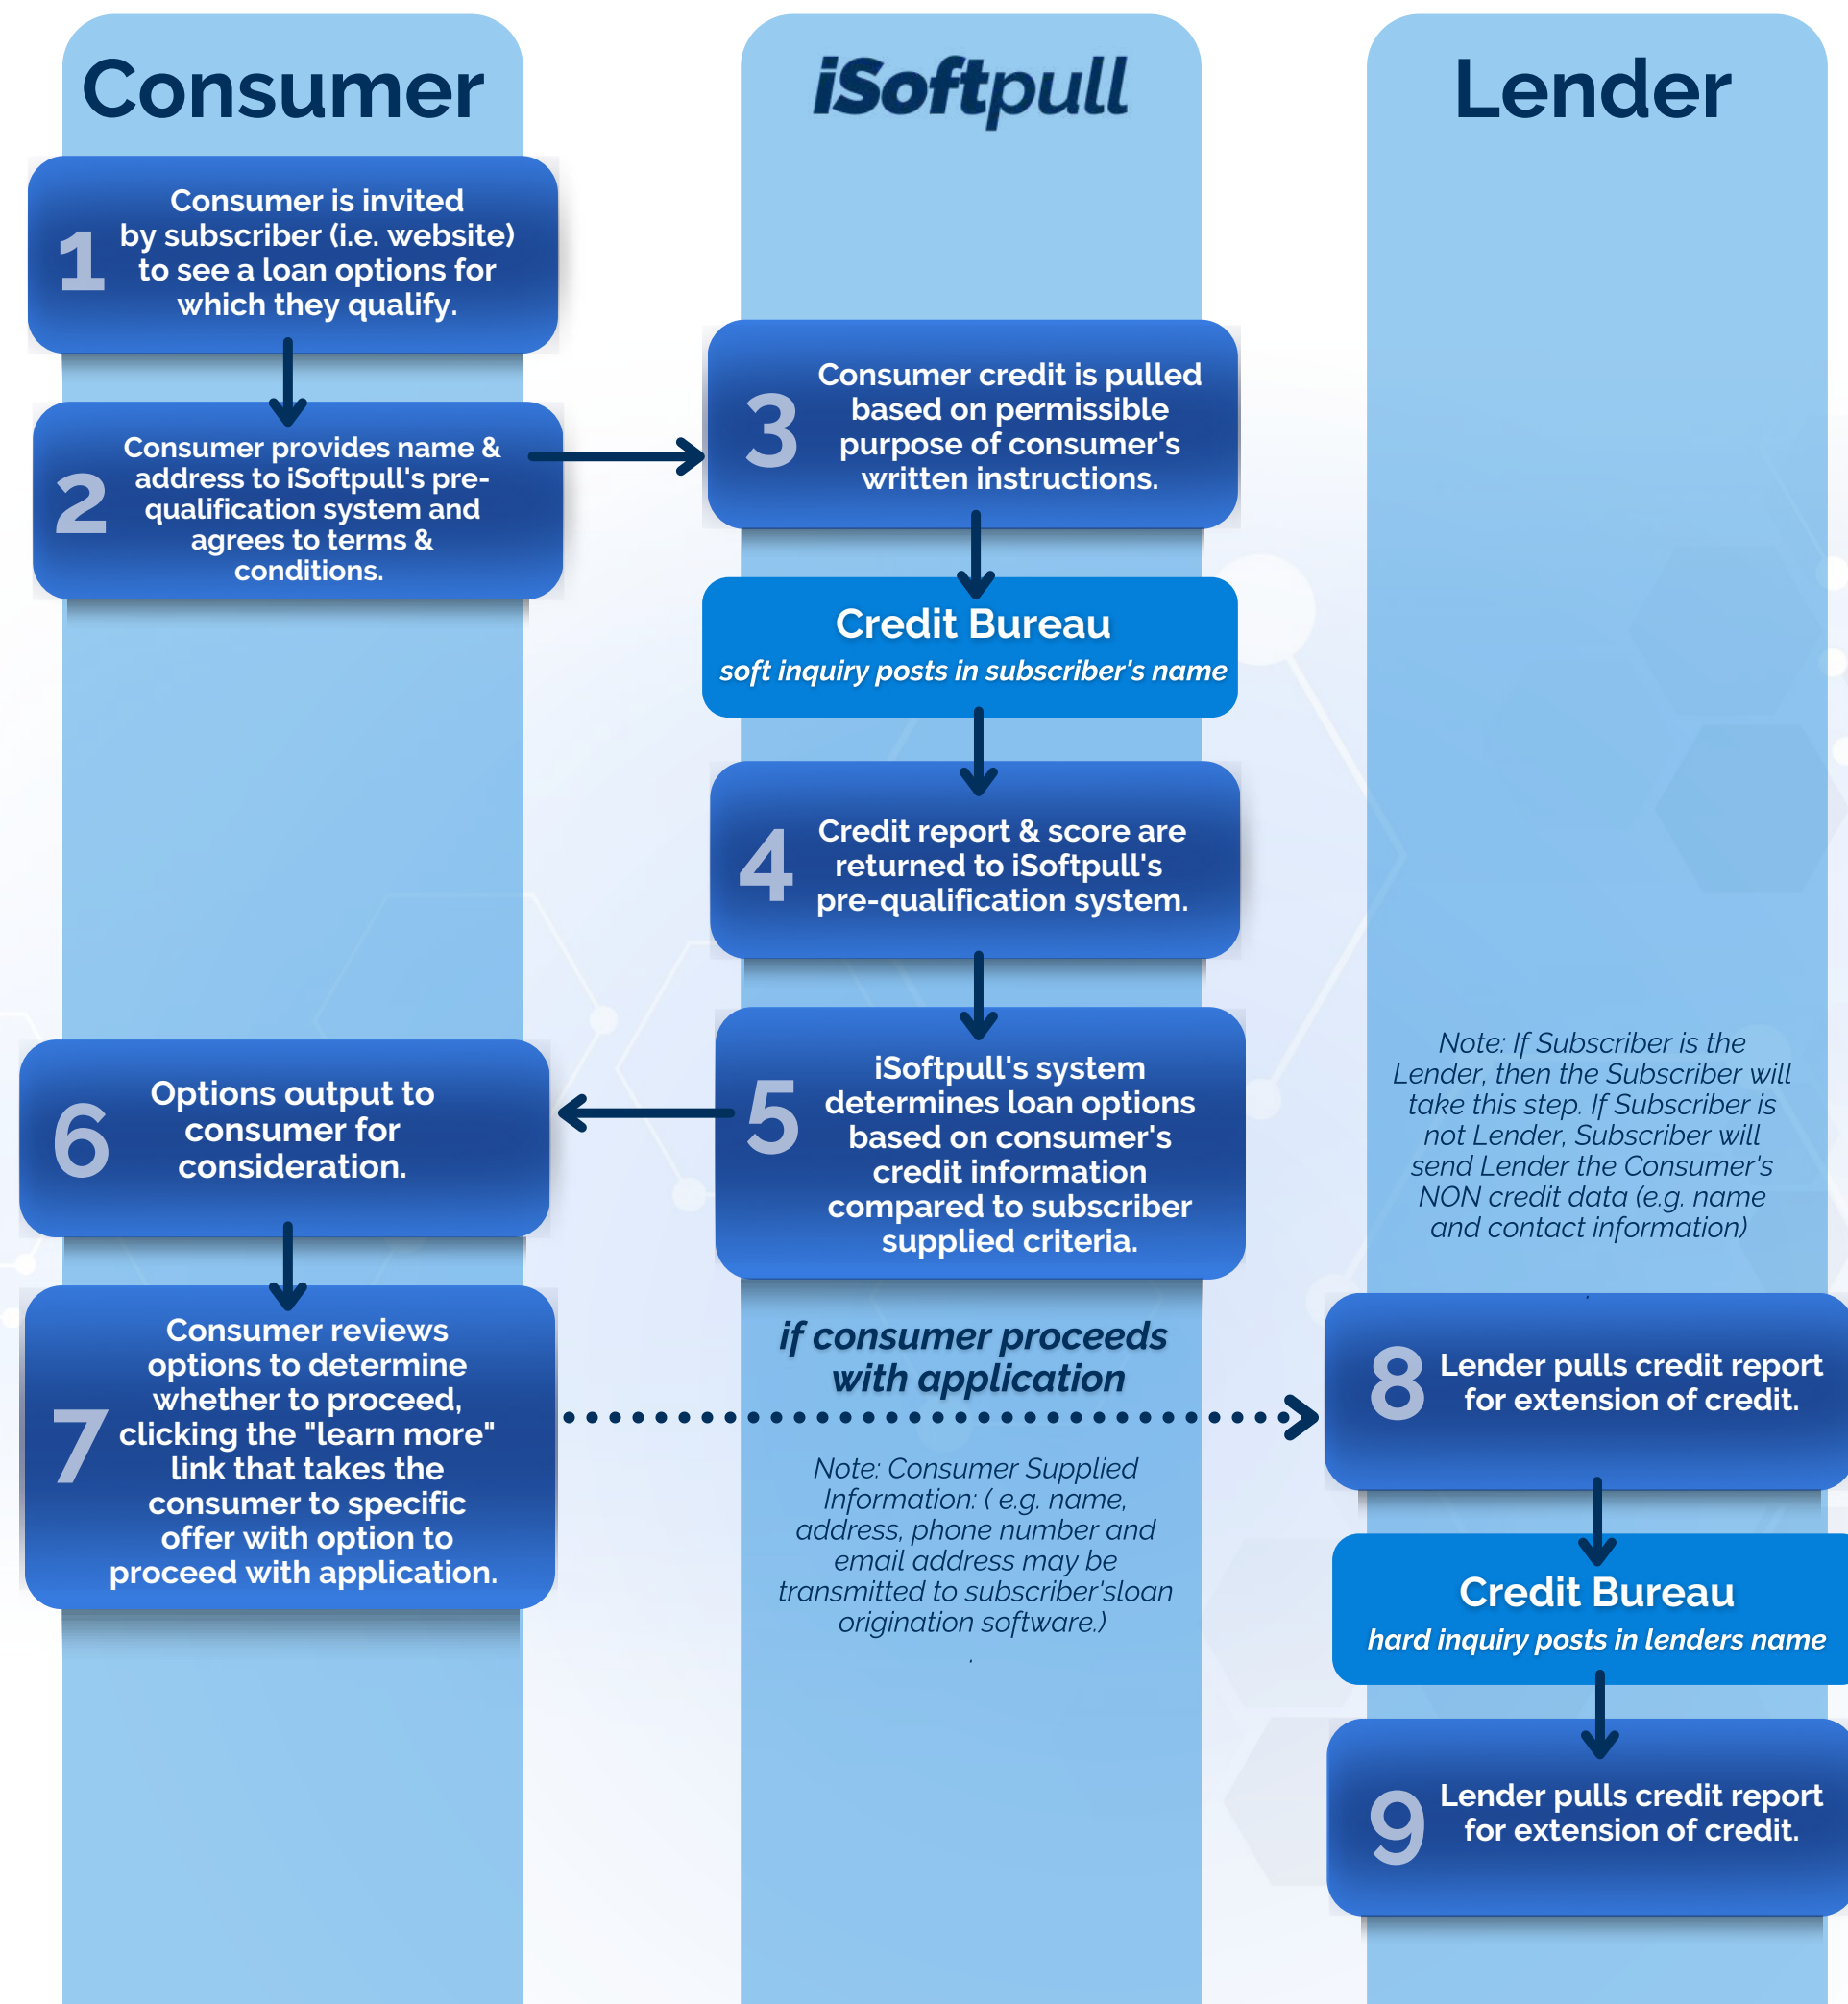 Consumer
iSoftpull
Lender
1
Consumer is invited
by subscriber (i.e. website)
to see a loan options for
which they qualify.
2
Consumer provides name &
address to iSoftpull's pre-
qualification system and
agrees to terms &
conditions.
3
Consumer credit is pulled
based on permissible
purpose of consumer's
written instructions.
Credit Bureau
soft inquiry posts in subscriber's name
4
Credit report & score are
returned to iSoftpull's
pre-qualification system.
5
iSoftpull's system
determines loan options
based on consumer's
credit information
compared to subscriber
supplied criteria.
6
Options output to
consumer for
consideration.
7
Consumer reviews
options to determine
whether to proceed,
clicking the "learn more"
link that takes the
consumer to specific
offer with option to
proceed with application.
if consumer proceeds
with application
Note: Consumer Supplied
Information: ( e.g. name,
address, phone number and
email address may be
transmitted to subscriber'sloan
origination software.)
.
Note: If Subscriber is the
Lender, then the Subscriber will
take this step. If Subscriber is
not Lender, Subscriber will
send Lender the Consumer's
NON credit data (e.g. name
and contact information)
.
8
Lender pulls credit report
for extension of credit.
Credit Bureau
hard inquiry posts in lenders name
9
Lender pulls credit report
for extension of credit.